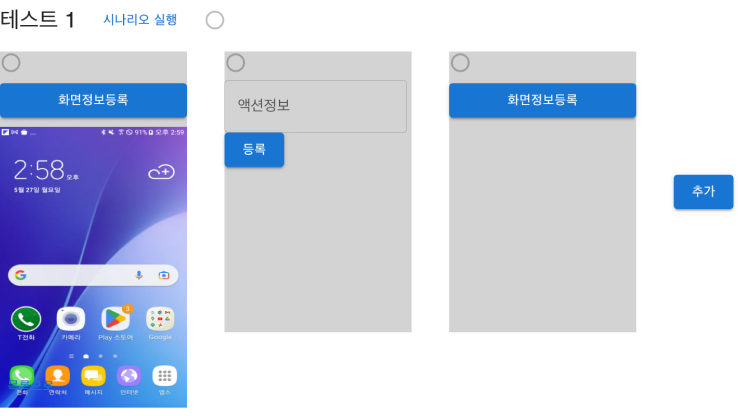 테스트 1
시나리오 실행
화면정보등록
액션정보
등록
화면정보등록
추가
91% 오후 2:59
2:58 오후
5월 27일 월요일
3
T전화
카메라
Play 스토어
Google
전화
연락처
메시지
인터넷
앱스